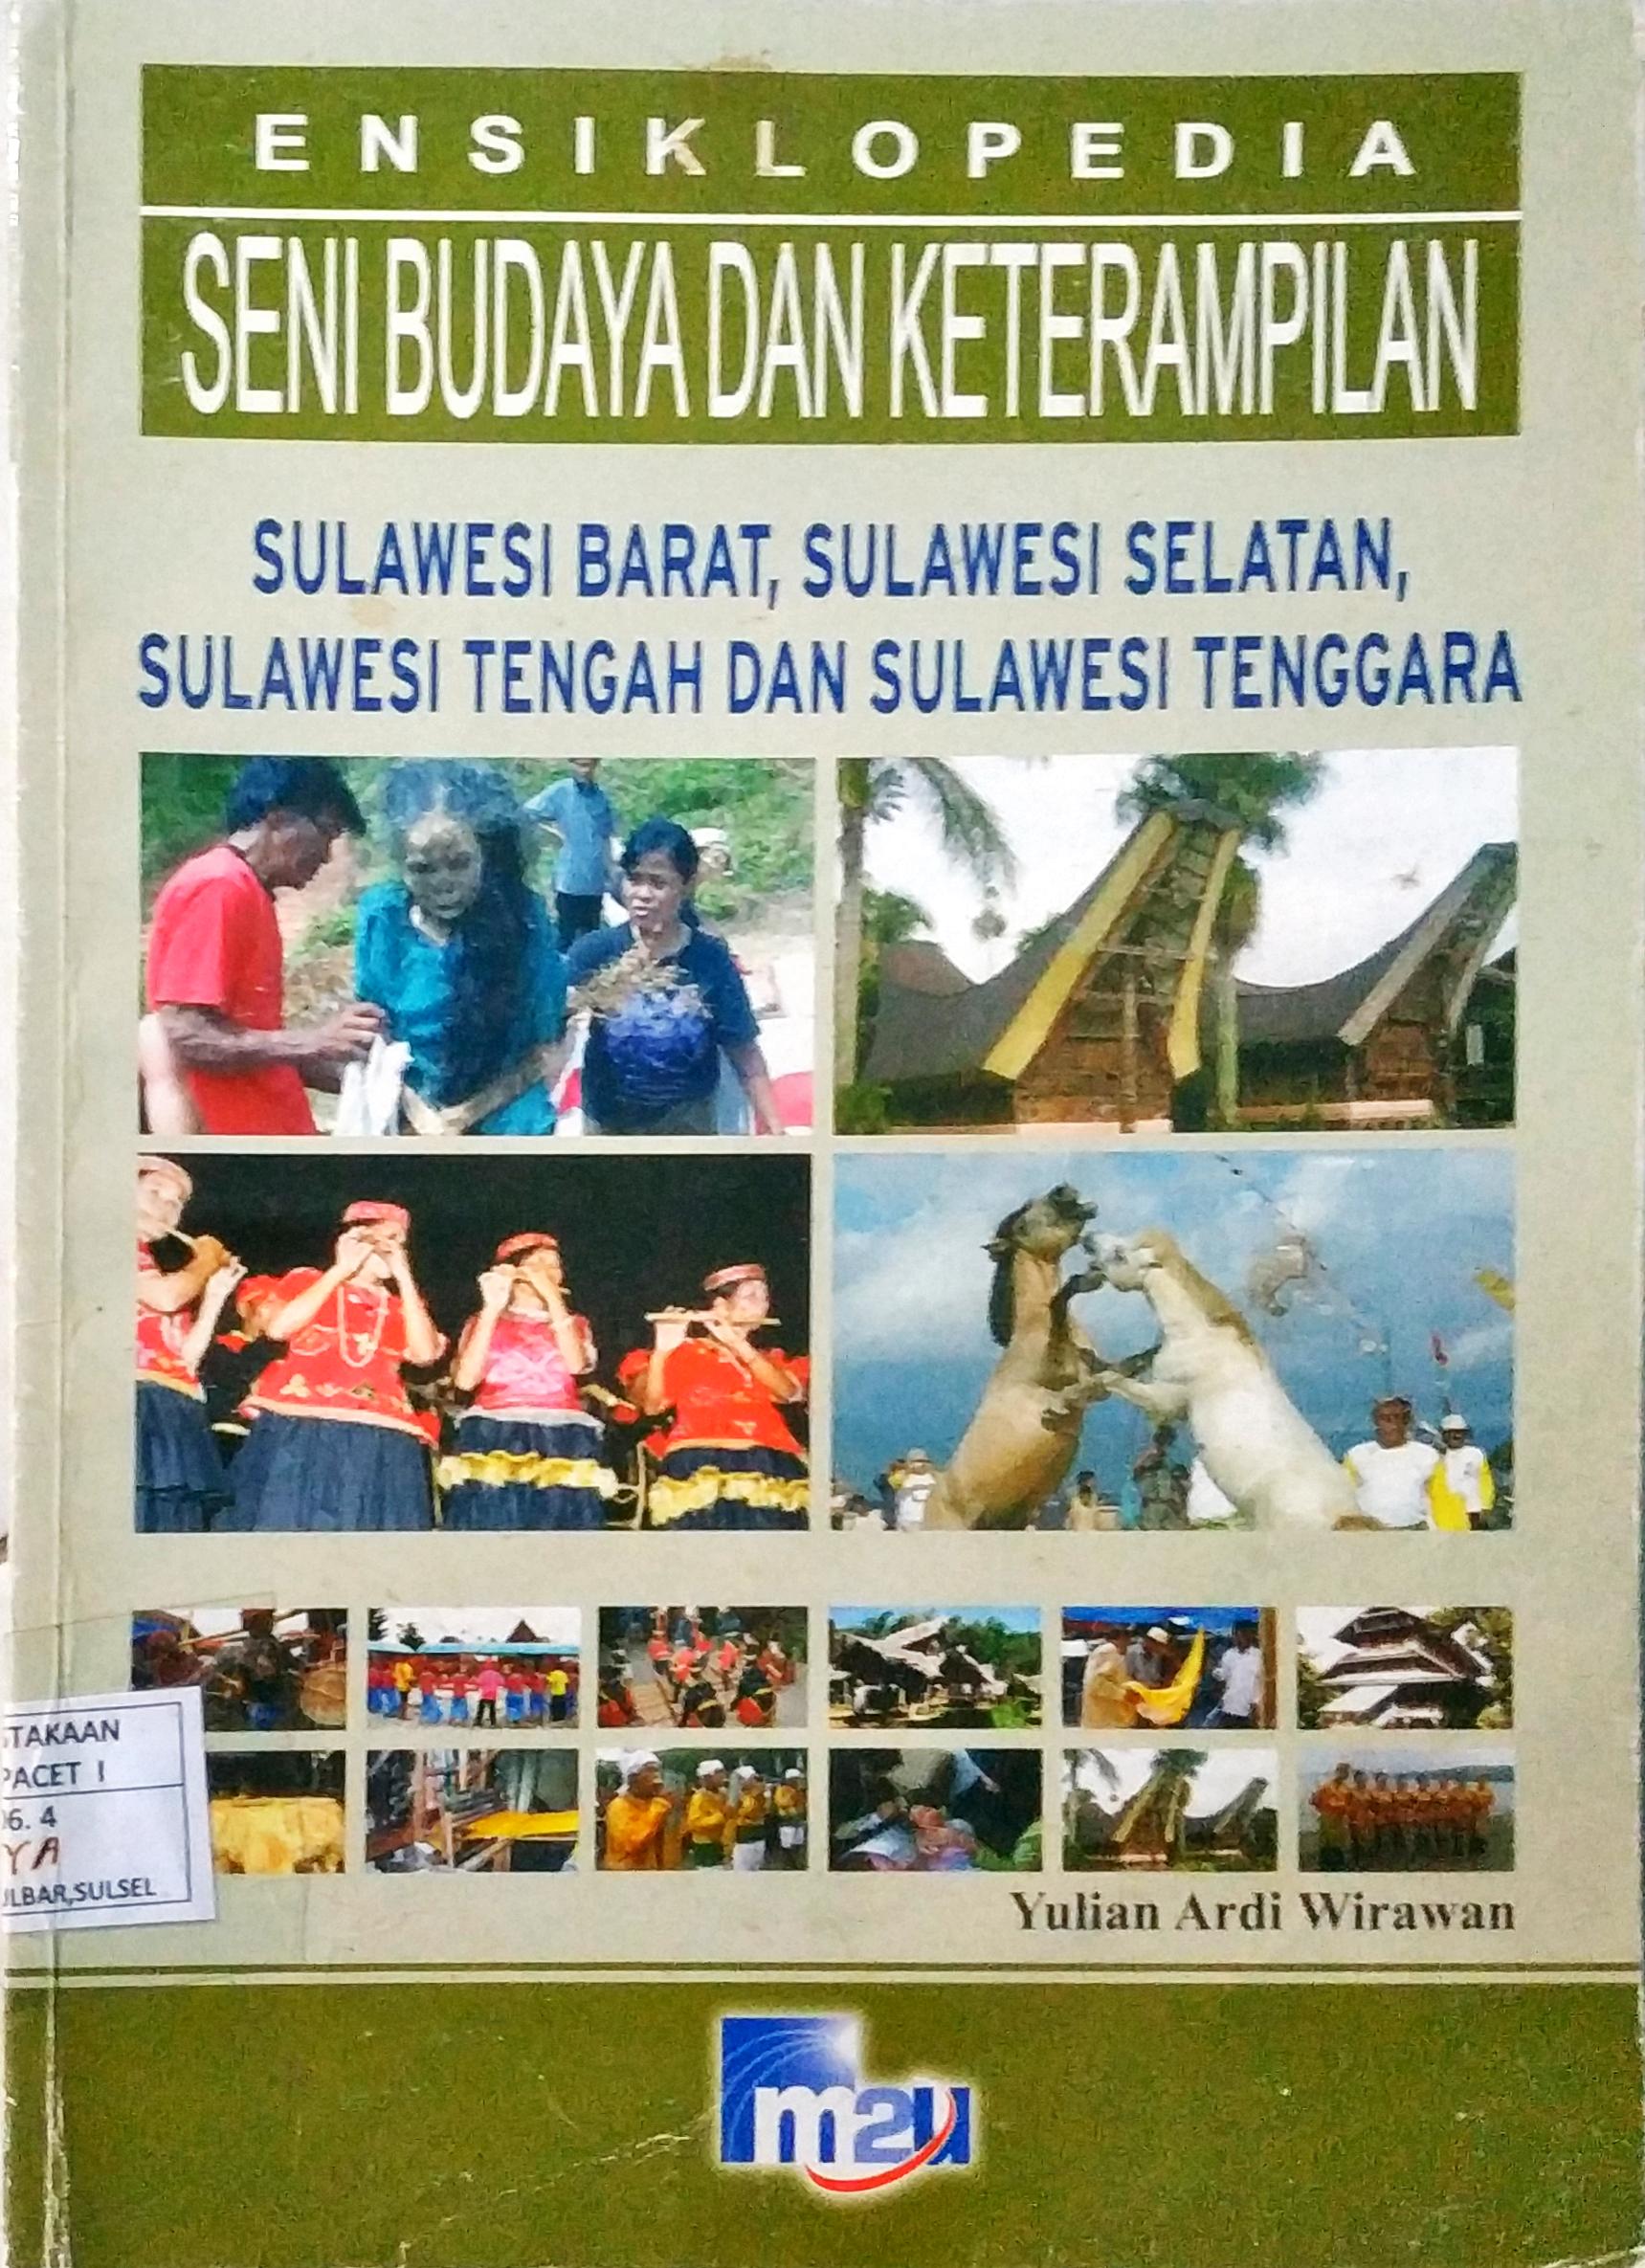 ENSIKLOPEDIA
SENI BUDAYA DAN KETERAMPILAN
SULAWESI BARAT, SULAWESI SELATAN,
SULAWESI TENGAH DAN SULAWESI TENGGARA
STAKAAN
PACET I
06. 4
YA
ULBAR,SULSEL
Yulian Ardi Wirawan
m2u